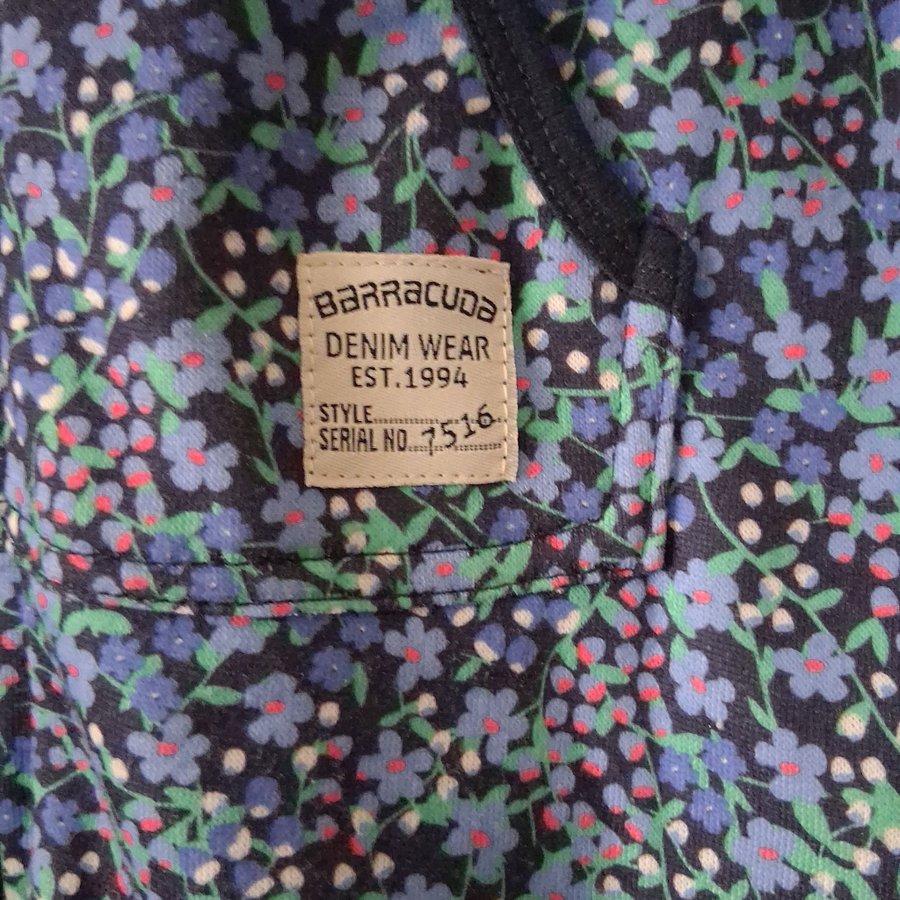 BARRACUDA
DENIM WEAR
EST.1994
STYLE
SERIAL NO. 7516